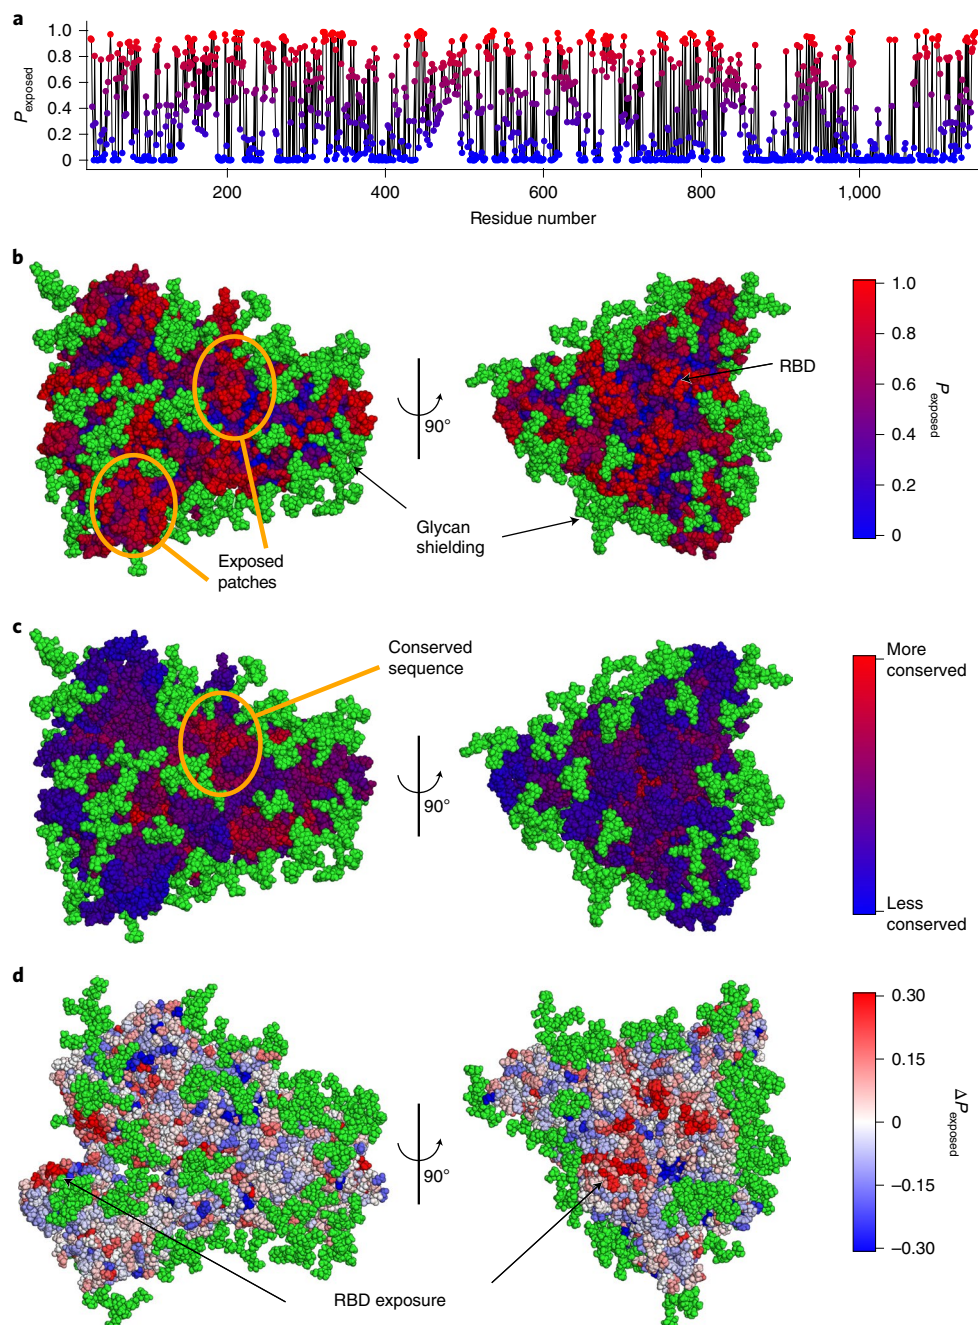 a
1.0
0.8
0.6
0.4
0.2
0
Pexposed
200
400
600
800
1,000
Residue number
b
90°
RBD
Glycan
shielding
Exposed
patches
1.0
0.8
0.6
0.4
0.2
0
Pexposed
c
Conserved
sequence
90°
More
conserved
Less
conserved
d
90°
RBD exposure
0.30
0.15
0
−0.15
−0.30
ΔPexposed